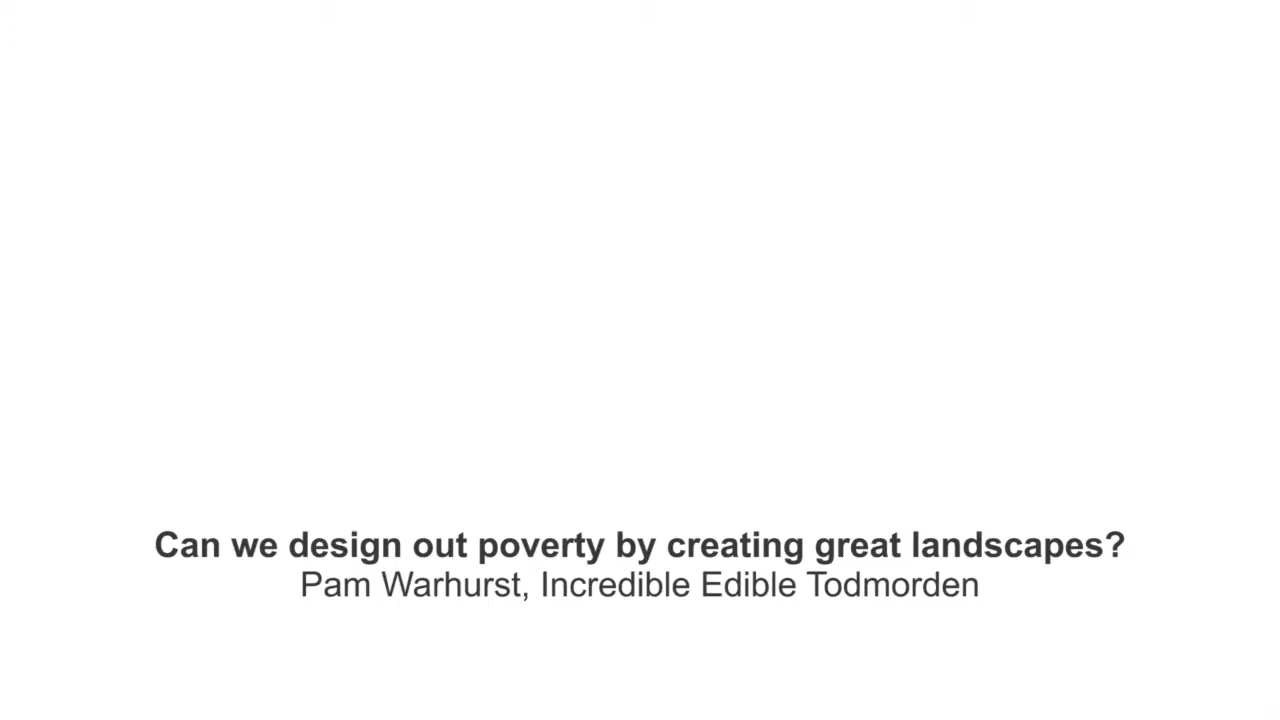 Can we design out poverty by creating great landscapes?
Pam Warhurst, Incredible Edible Todmorden